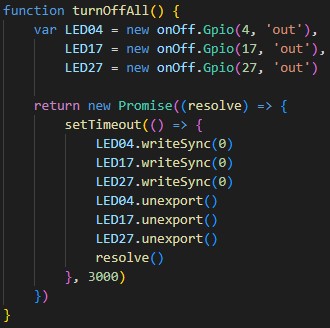 function turnOffAll() {
    var LED04 = new onOff.Gpio(4, 'out'),
        LED17 = new onOff.Gpio(17, 'out'),
        LED27 = new onOff.Gpio(27, 'out')

    return new Promise((resolve) => {
        setTimeout(() => {
            LED04.writeSync(0)
            LED17.writeSync(0)
            LED27.writeSync(0)
            LED04.unexport()
            LED17.unexport()
            LED27.unexport()
            resolve()
        }, 3000)
    })
}